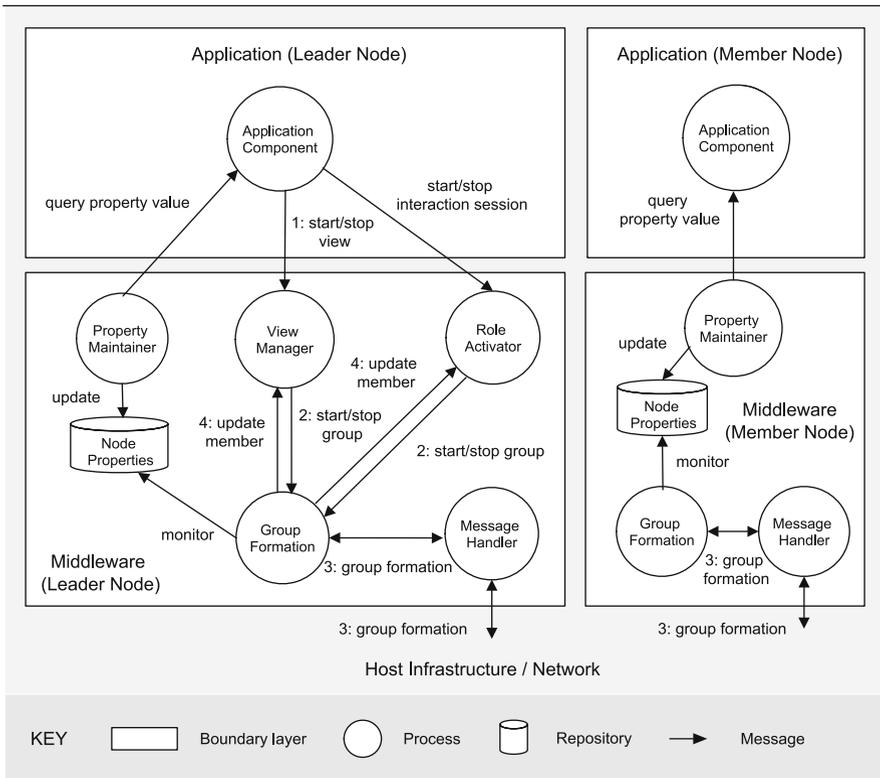 Application (Leader Node)
Application
Component
query property value
1: start/stop
view
start/stop
interaction session
Property
Maintainer
View
Manager
Role
Activator
update
Node
Properties
4: update
member
2: start/stop
group
4: update
member
2: start/stop group
monitor
Group
Formation
Message
Handler
3: group formation
Middleware
(Leader Node)
3: group formation
Application (Member Node)
Application
Component
query
property value
Property
Maintainer
update
Node
Properties
Middleware
(Member Node)
monitor
Group
Formation
Message
Handler
3: group
formation
3: group formation
Host Infrastructure / Network
KEY
Boundary layer
Process
Repository
Message